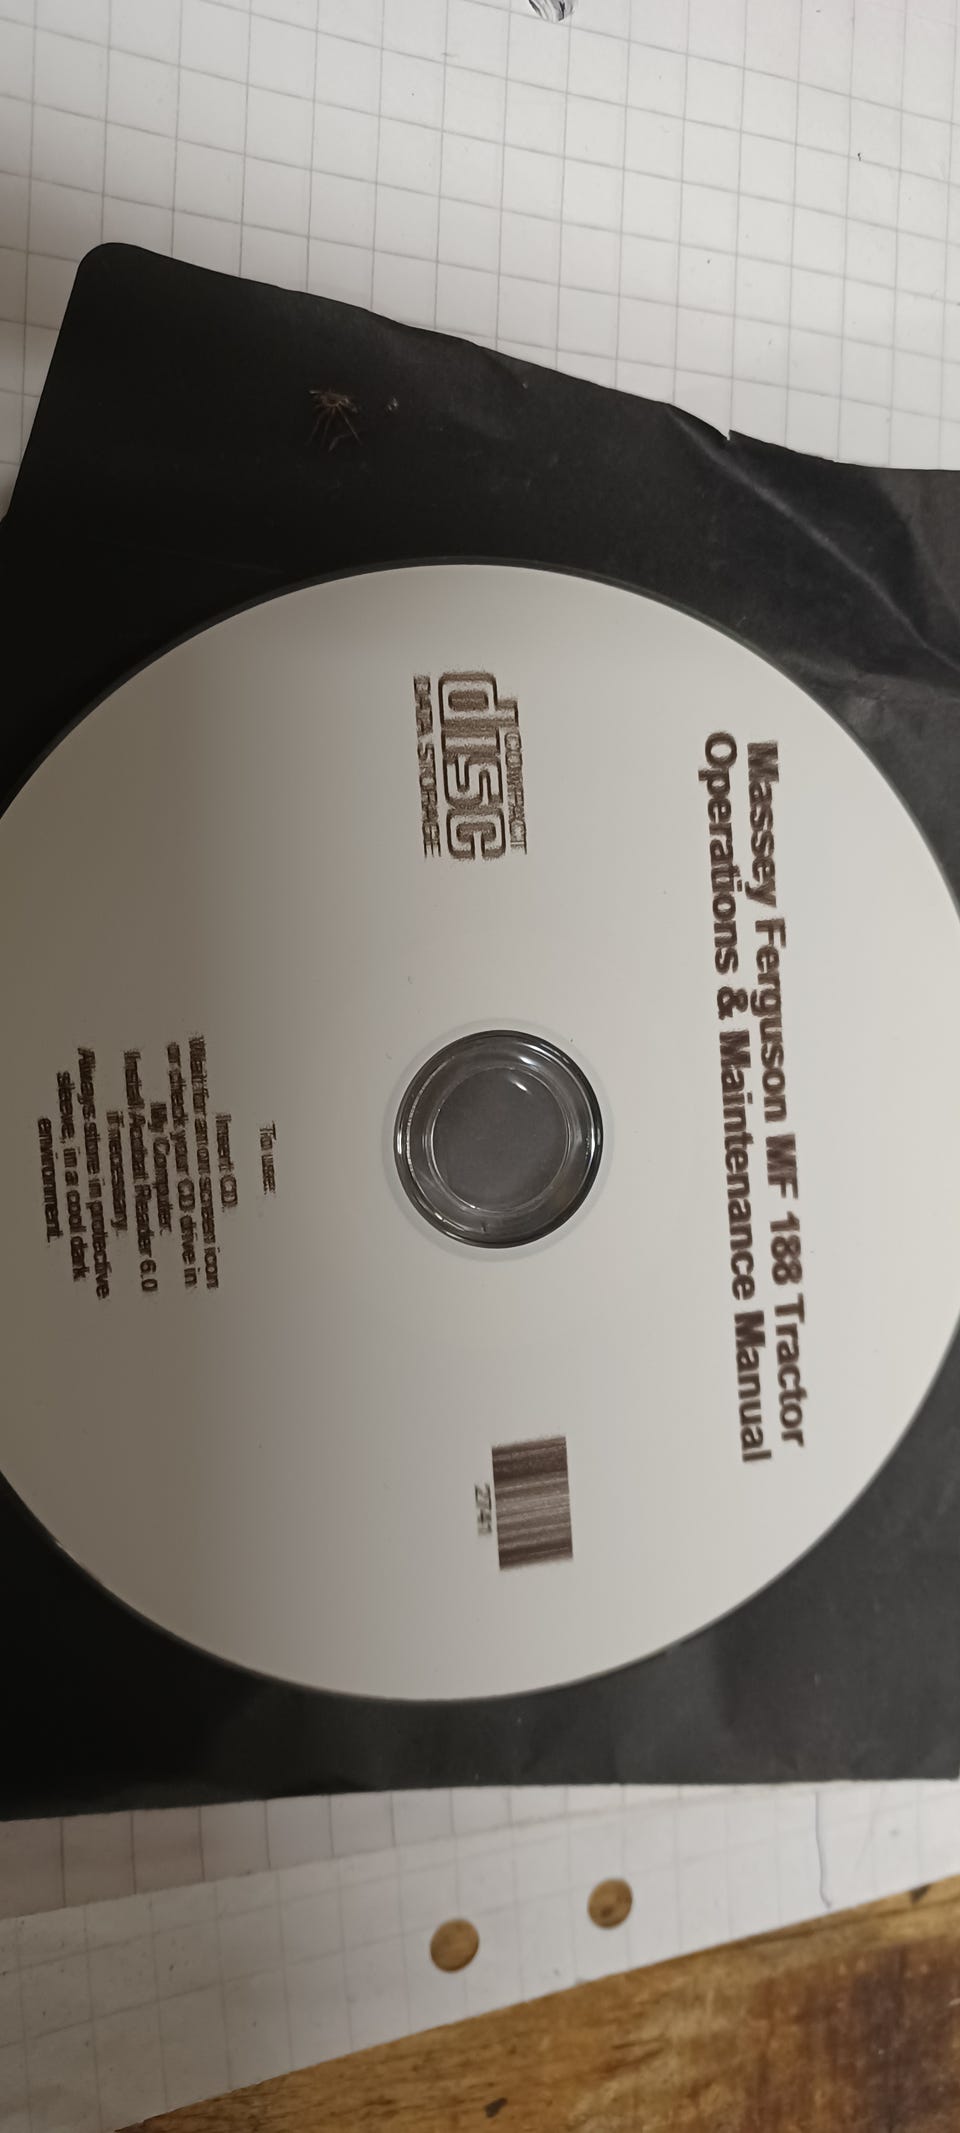 Massey Ferguson MF 188 Tractor
Operations & Maintenance Manual
COMPACT
disc
DATA STORAGE
2741
To use:
Insert CD.
Wait for an on screen icon
or check your CD drive in
My Computer.
Install Acrobat Reader 6.0
if necessary.
Always store in protective
sleeve, in a cool dark
environment.